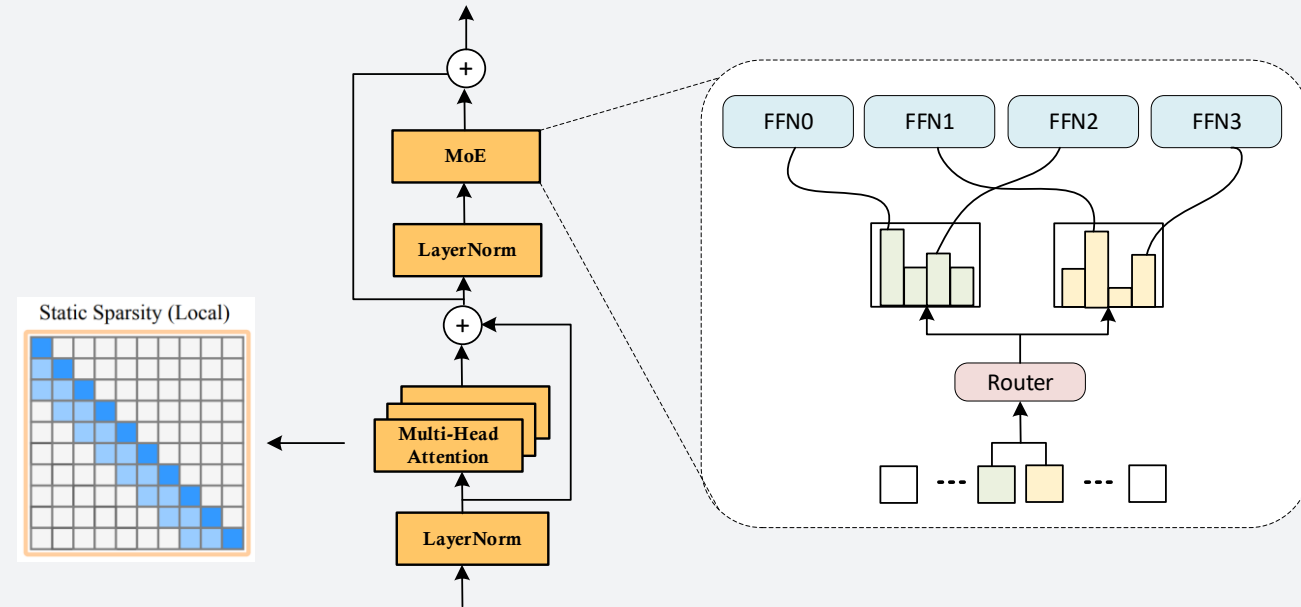 FFN0
FFN1
FFN2
FFN3
MoE
LayerNorm
Static Sparsity (Local)
Router
Multi-Head
Attention
LayerNorm